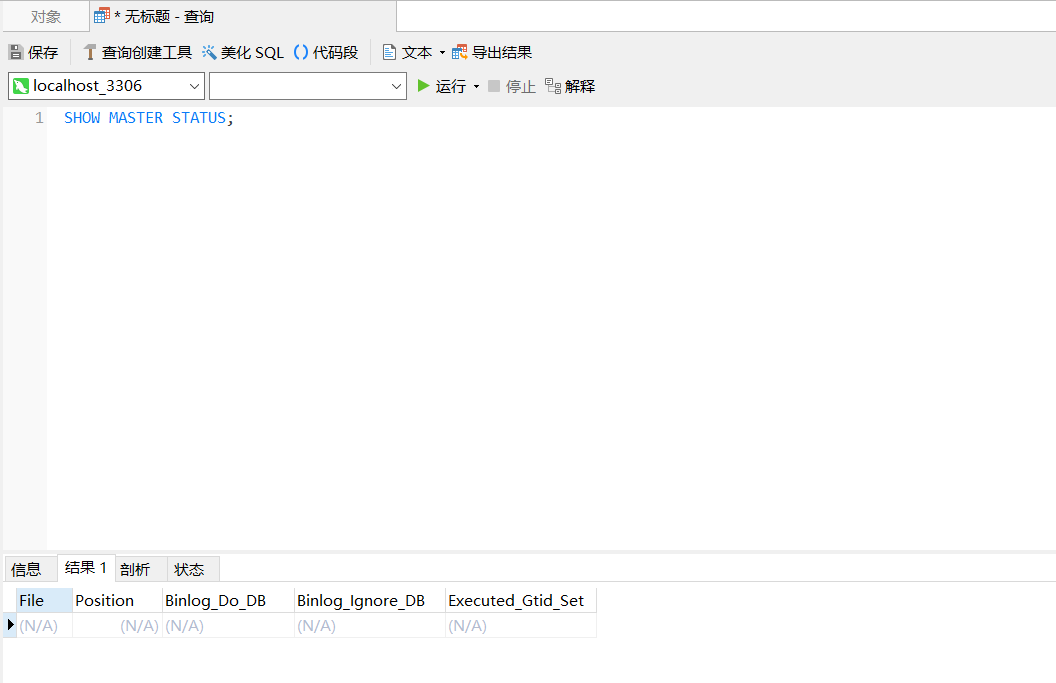 对象 * 无标题 - 查询
保存 查询创建工具 美化 SQL () 代码段 文本 导出结果
localhost_3306 运行 停止 解释
1 SHOW MASTER STATUS;
信息 结果 1 剖析 状态
File Position Binlog_Do_DB Binlog_Ignore_DB Executed_Gtid_Set
(N/A) (N/A) (N/A) (N/A) (N/A)